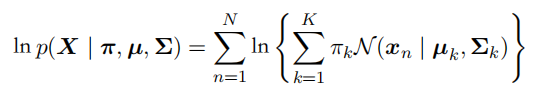 ln p(X | π, μ, Σ) = ∑_{n=1}^{N} ln { ∑_{k=1}^{K} π_k 𝒩(x_n | μ_k, Σ_k) }